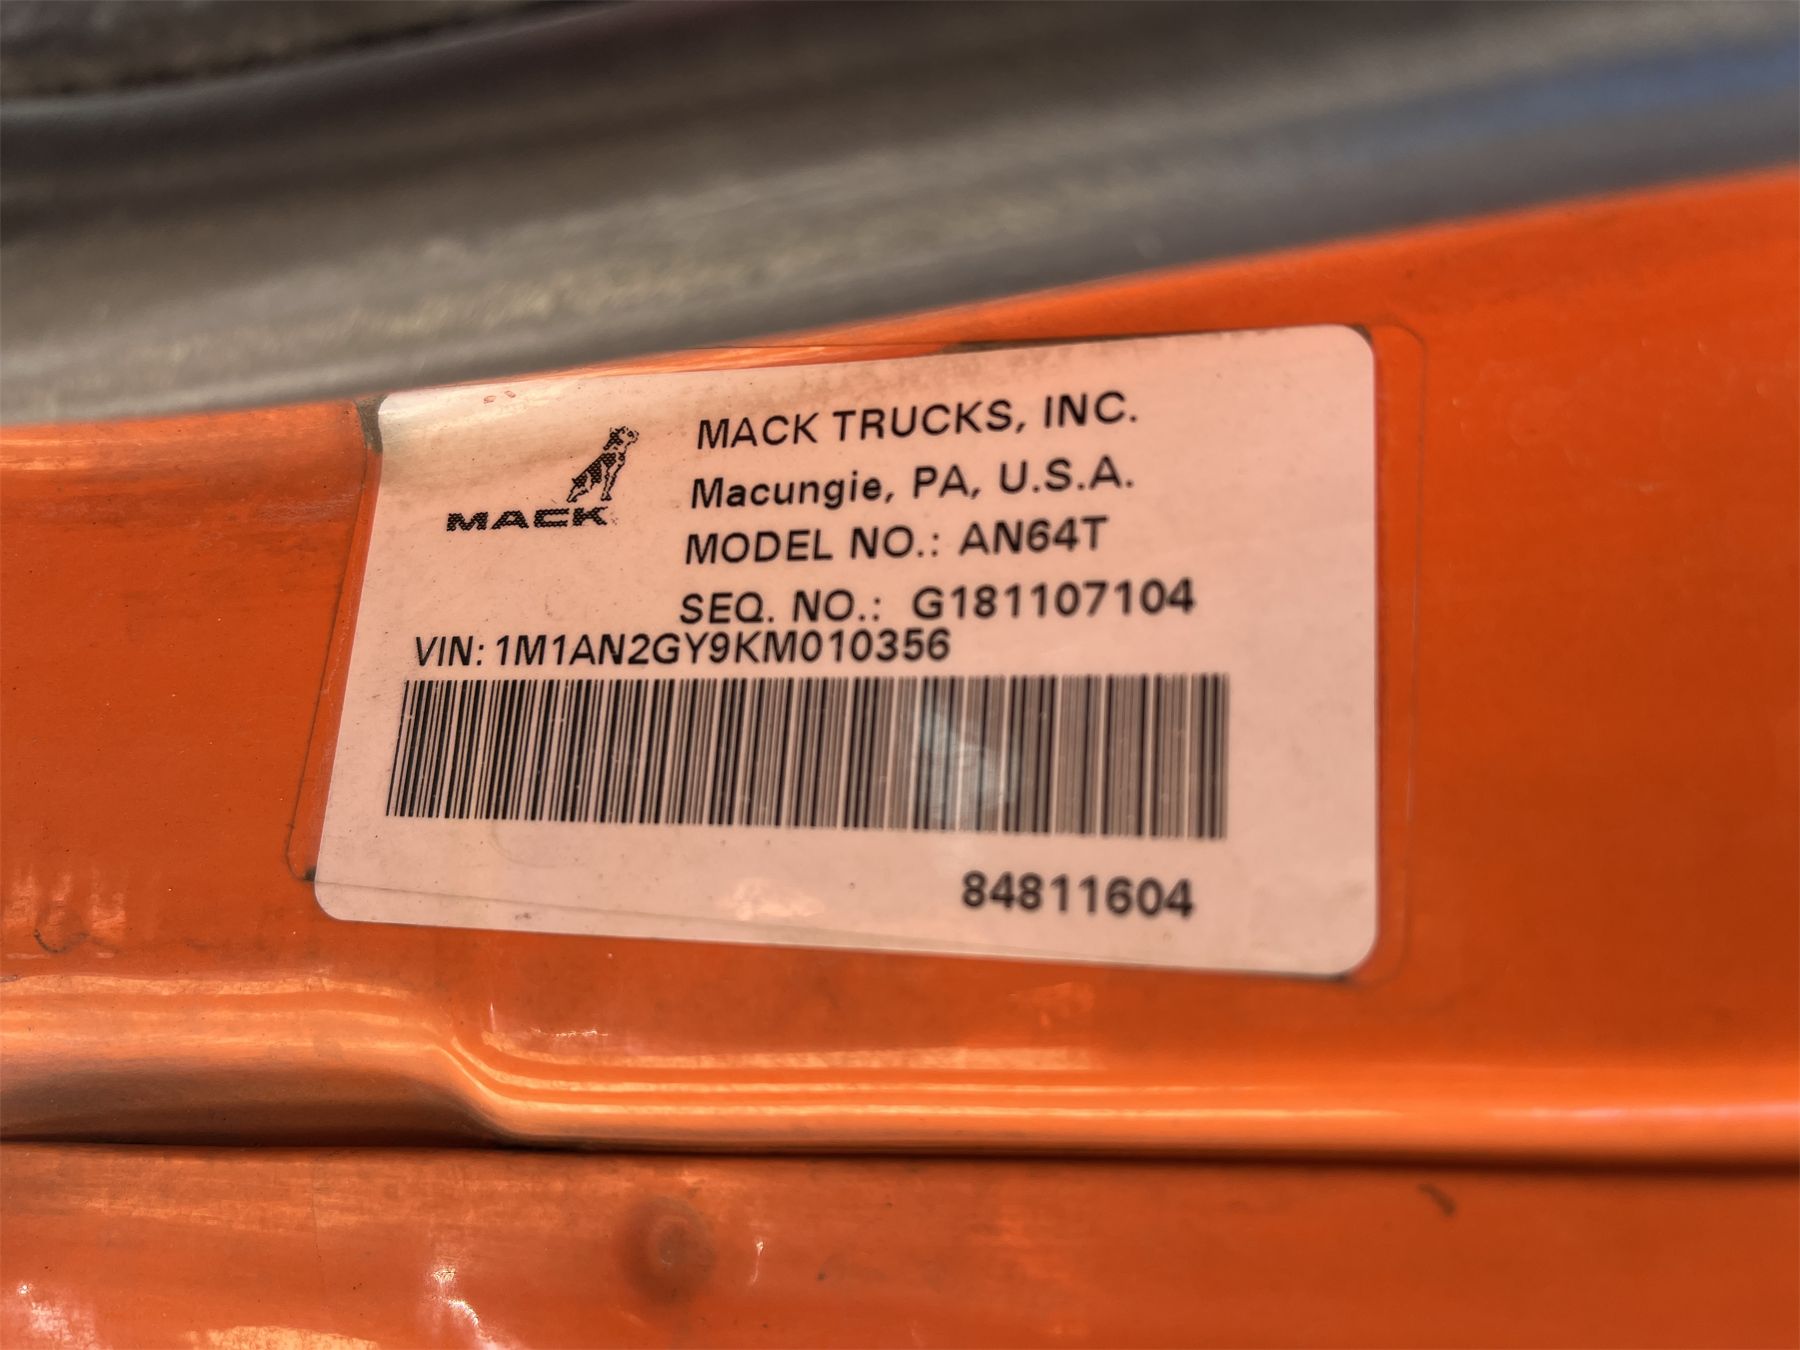 MACK
MACK TRUCKS, INC.
Macungie, PA, U.S.A.
MODEL NO.: AN64T
SEQ. NO.: G181107104
VIN: 1M1AN2GY9KM010356
84811604